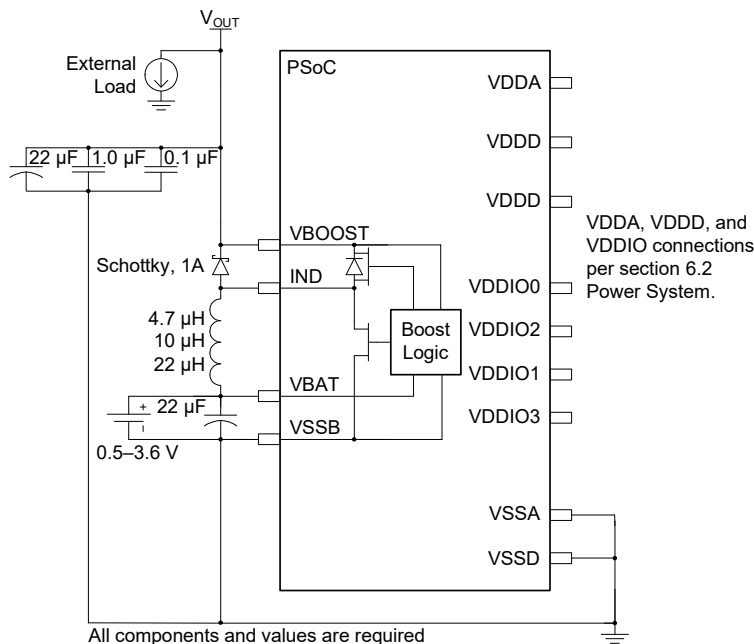 VOUT
External
Load
PSoC
VDDA
VDDD
VDDD
22 µF
1.0 µF
0.1 µF
VDDA, VDDD, and
VDDIO connections
per section 6.2
Power System.
VBOOST
Schottky, 1A
IND
VDDIO0
4.7 µH
10 µH
22 µH
Boost
Logic
VDDIO2
VDDIO1
VBAT
22 µF
+
-
VDDIO3
VSSB
0.5–3.6 V
VSSA
VSSD
All components and values are required